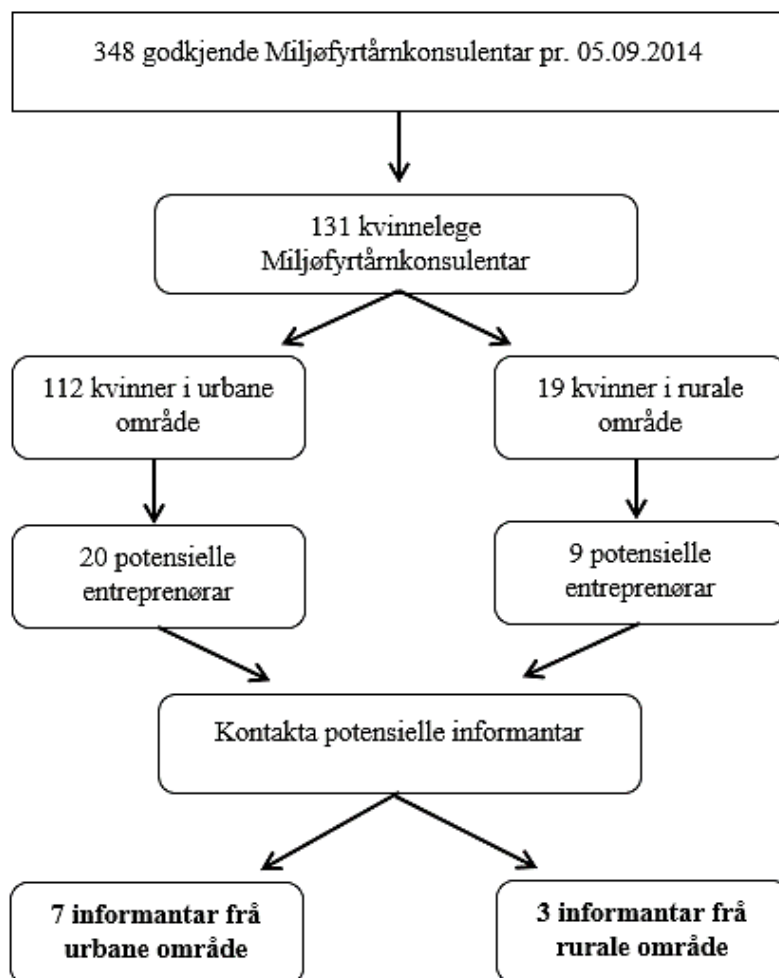 348 godkjende Miljøfyrtårnkonsulentar pr. 05.09.2014
131 kvinnelege
Miljøfyrtårnkonsulentar
112 kvinner i urbane
område
19 kvinner i rurale
område
20 potensielle
entreprenørar
9 potensielle
entreprenørar
Kontakta potensielle informantar
7 informantar frå
urbane område
3 informantar frå
rurale område